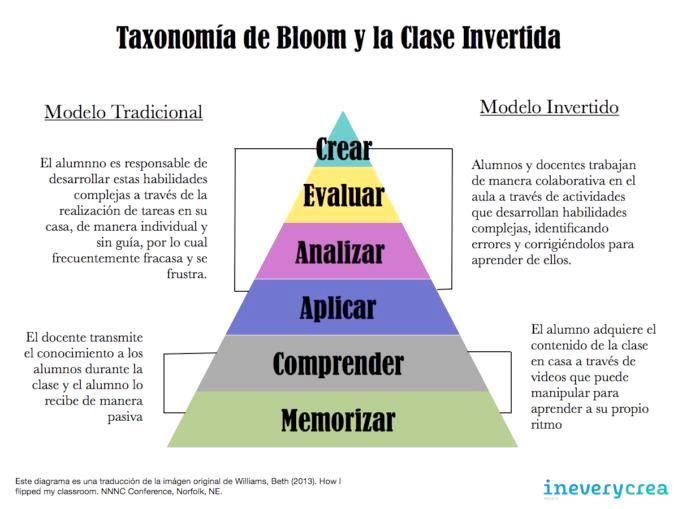 Taxonomía de Bloom y la Clase Invertida
Modelo Tradicional
El alumnno es responsable de
desarrollar estas habilidades
complejas a través de la
realización de tareas en su
casa, de manera individual y
sin guía, por lo cual
frecuentemente fracasa y se
frustra.
El docente transmite
el conocimiento a los
alumnos durante la
clase y el alumno lo
recibe de manera
pasiva
Crear
Evaluar
Analizar
Aplicar
Comprender
Memorizar
Modelo Invertido
Alumnos y docentes trabajan
de manera colaborativa en el
aula a través de actividades
que desarrollan habilidades
complejas, identificando
errores y corrigiéndolos para
aprender de ellos.
El alumno adquiere el
contenido de la clase
en casa a través de
videos que puede
manipular para
aprender a su propio
ritmo
Este diagrama es una traducción de la imágen original de Williams, Beth (2013). How I
flipped my classroom. NNNC Conference, Norfolk, NE.
ineverycrea